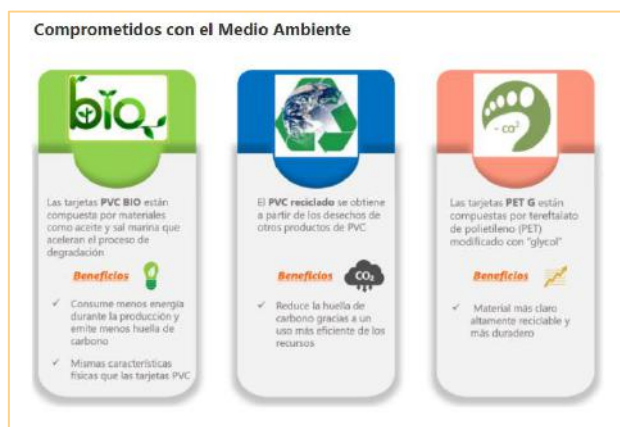 Comprometidos con el Medio Ambiente
bio
Las tarjetas PVC BIO están
compuesta por materiales
como aceite y sal marina que
aceleran el proceso de
degradación
Beneficios
✓ Consume menos energía
durante la producción y
emite menos huella de
carbono
✓ Mismas características
físicas que las tarjetas PVC
El PVC reciclado se obtiene
a partir de los desechos de
otros productos de PVC
Beneficios
CO₂
✓ Reduce la huella de
carbono gracias a un
uso más eficiente de los
recursos
- co²
Las tarjetas PET G están
compuestas por tereftalato
de polietileno (PET)
modificado con "glycol"
Beneficios
✓ Material más claro
altamente reciclable y
más duradero